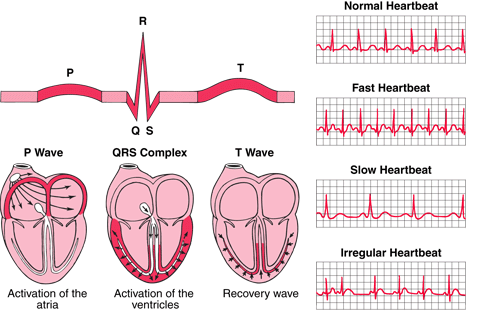 R
P
T
Q
S
P Wave
QRS Complex
T Wave
Activation of the
atria
Activation of the
ventricles
Recovery wave
Normal Heartbeat
Fast Heartbeat
Slow Heartbeat
Irregular Heartbeat